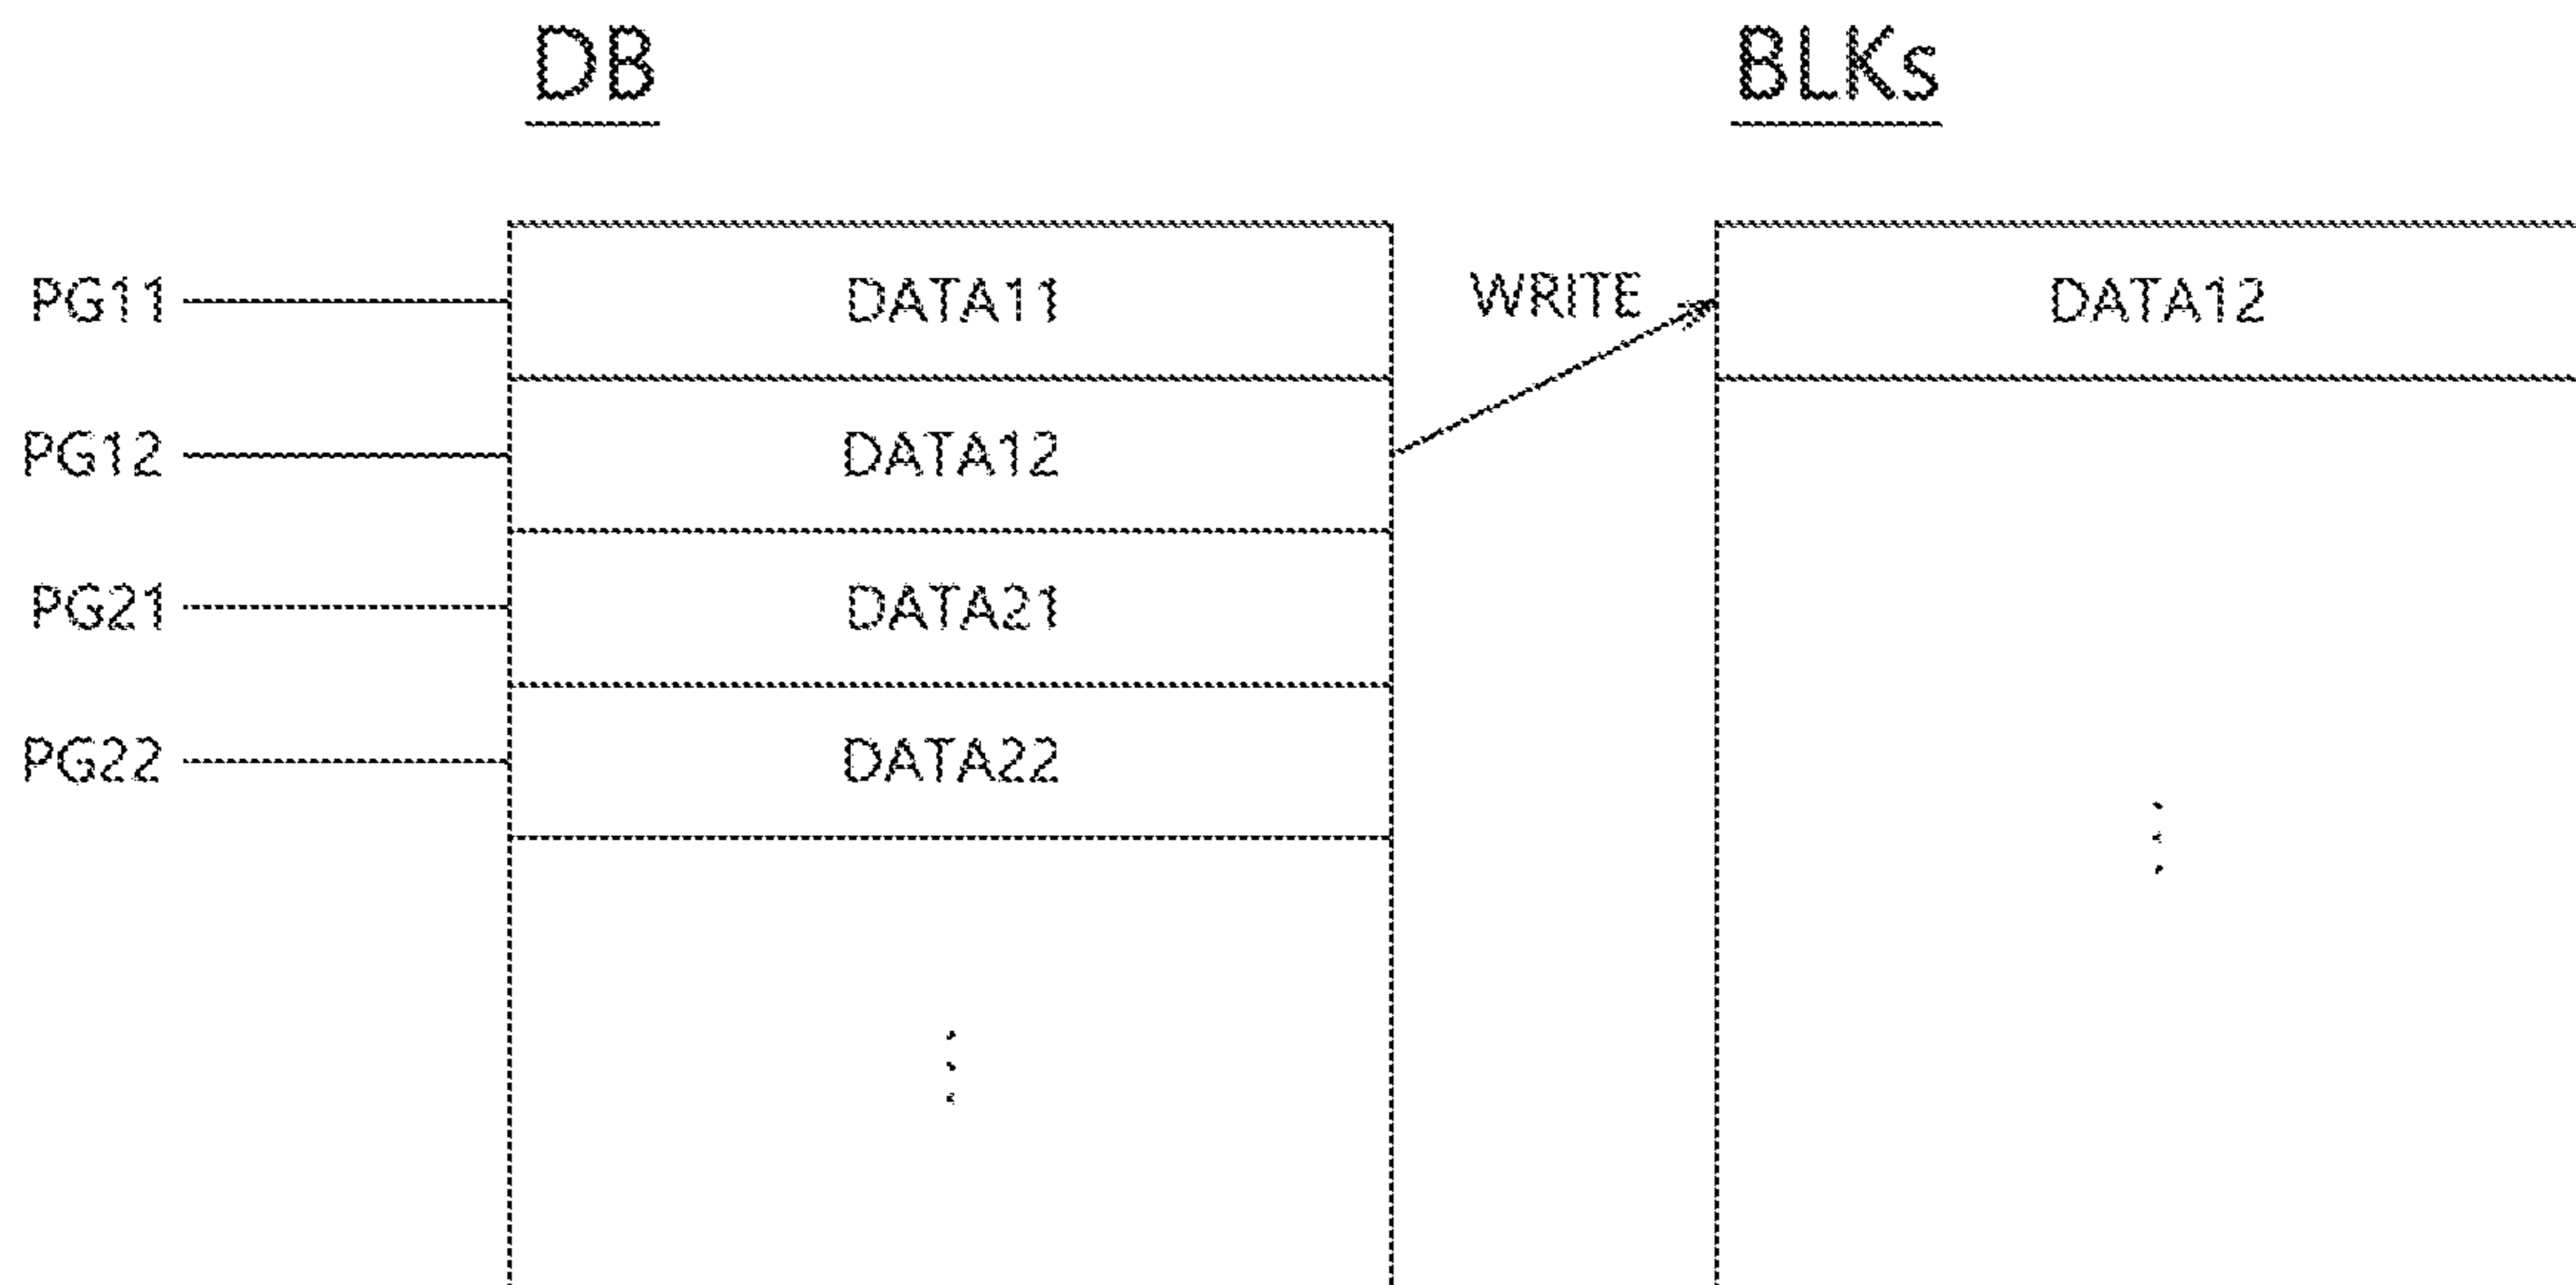 DB BLKs
PG11 DATA11 WRITE DATA12
PG12 DATA12
PG21 DATA21
PG22 DATA22